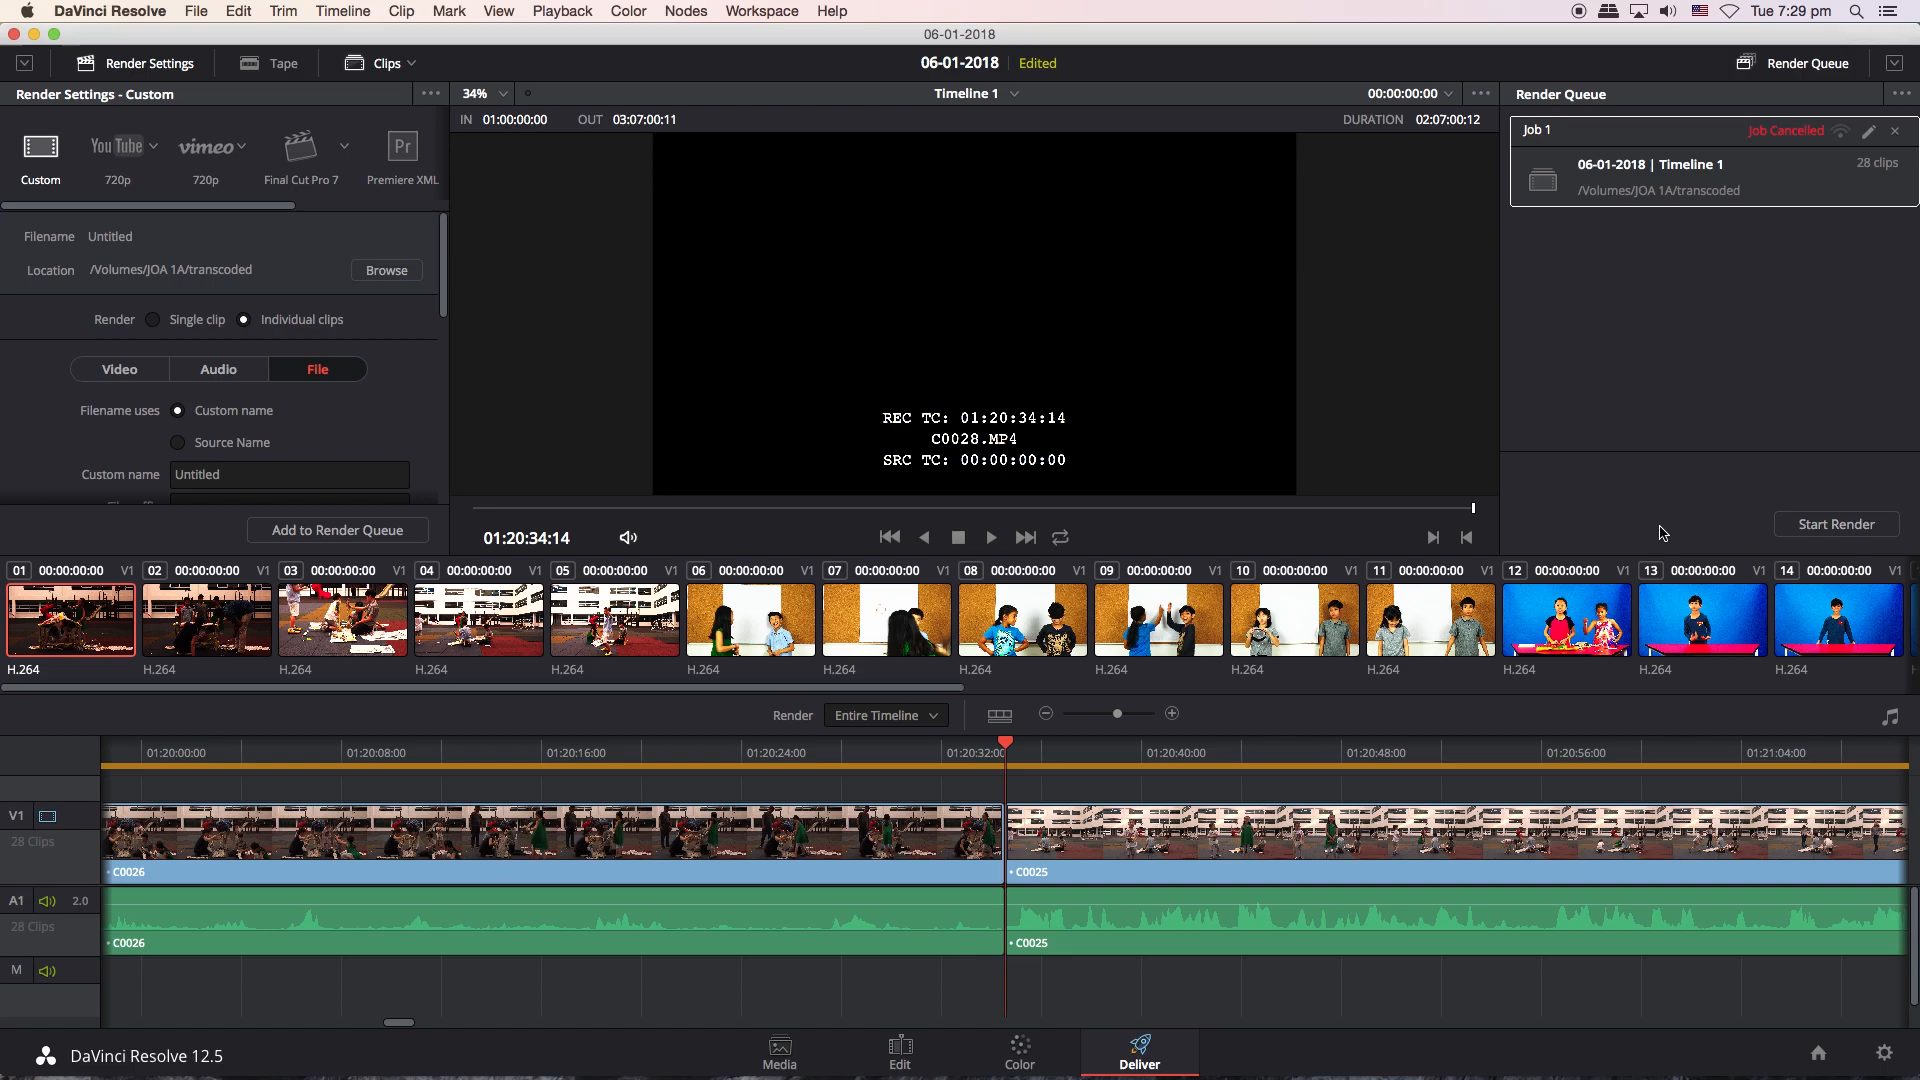 DaVinci Resolve File Edit Trim Timeline Clip Mark View Playback Color Nodes Workspace Help Tue 7:29 pm
06-01-2018
Render Settings Tape Clips 06-01-2018 Edited Render Queue
Render Settings - Custom 34% Timeline 1 00:00:00:00 Render Queue
IN 01:00:00:00 OUT 03:07:00:11 DURATION 02:07:00:12
Job 1 Job Cancelled
06-01-2018 | Timeline 1 28 clips
/Volumes/JOA 1A/transcoded
YouTube vimeo Pr
Custom 720p 720p Final Cut Pro 7 Premiere XML
Filename Untitled
Location /Volumes/JOA 1A/transcoded Browse
Render Single clip Individual clips
Video Audio File
Filename uses Custom name
Source Name
Custom name Untitled
Add to Render Queue
REC TC: 01:20:34:14
C0028.MP4
SRC TC: 00:00:00:00
01:20:34:14
Start Render
01 00:00:00:00 V1 02 00:00:00:00 V1 03 00:00:00:00 V1 04 00:00:00:00 V1 05 00:00:00:00 V1 06 00:00:00:00 V1 07 00:00:00:00 V1 08 00:00:00:00 V1 09 00:00:00:00 V1 10 00:00:00:00 V1 11 00:00:00:00 V1 12 00:00:00:00 V1 13 00:00:00:00 V1 14 00:00:00:00 V1
H.264 H.264 H.264 H.264 H.264 H.264 H.264 H.264 H.264 H.264 H.264 H.264 H.264 H.264
Render Entire Timeline
01:20:00:00 01:20:08:00 01:20:16:00 01:20:24:00 01:20:32:00 01:20:40:00 01:20:48:00 01:20:56:00 01:21:04:00
V1
28 Clips
C0026 C0025
A1 2.0
28 Clips
C0026 C0025
M
DaVinci Resolve 12.5 Media Edit Color Deliver